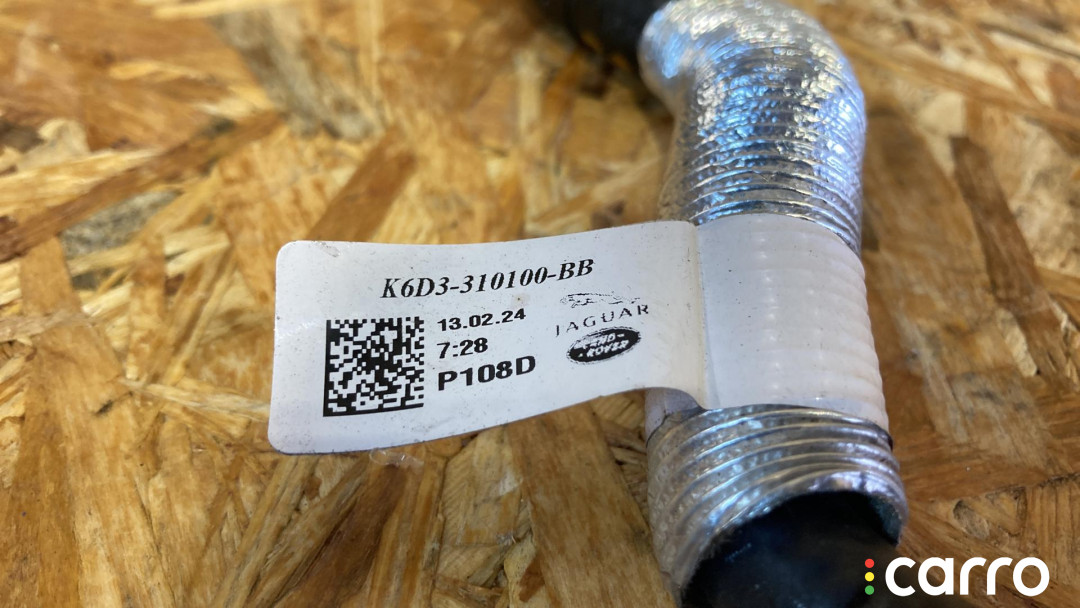 K6D3-310100-BB
13.02.24
7:28
P108D
JAGUAR
LAND-
-ROVER
carro